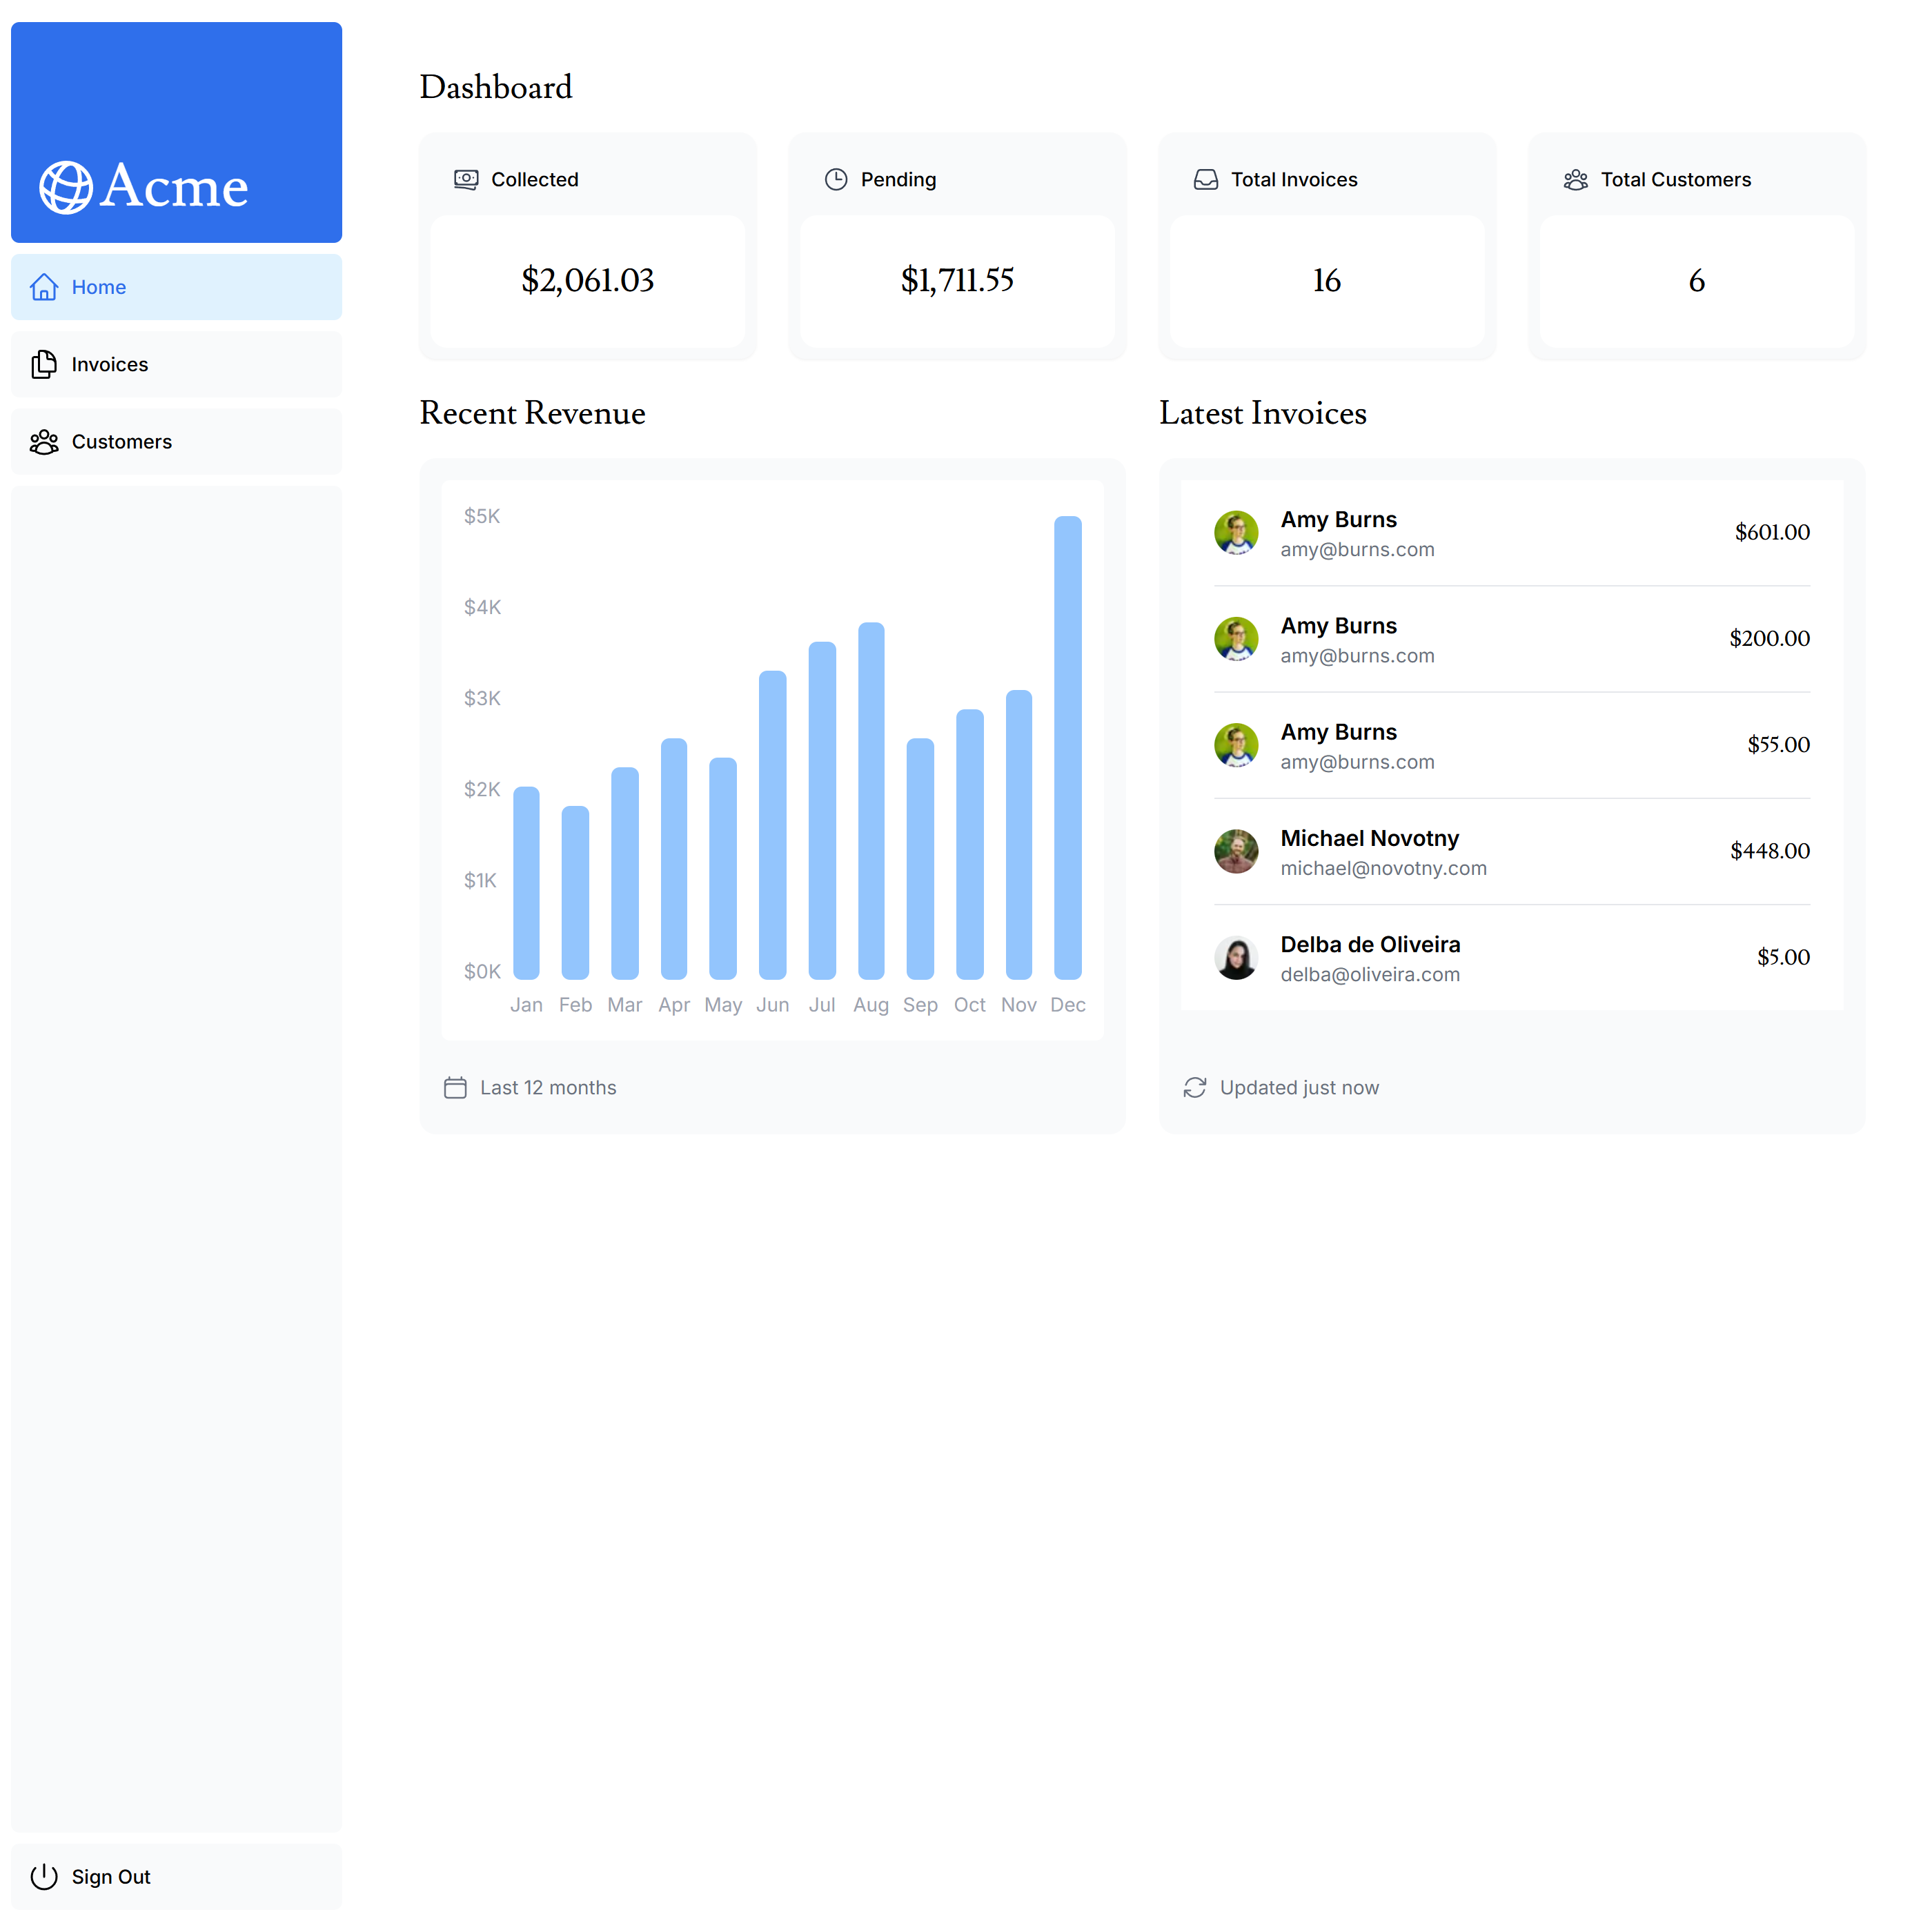 Acme
Home
Invoices
Customers
Sign Out
Dashboard
Collected
$2,061.03
Pending
$1,711.55
Total Invoices
16
Total Customers
6
Recent Revenue
$5K
$4K
$3K
$2K
$1K
$0K
Jan Feb Mar Apr May Jun Jul Aug Sep Oct Nov Dec
Last 12 months
Latest Invoices
Amy Burns
amy@burns.com
$601.00
Amy Burns
amy@burns.com
$200.00
Amy Burns
amy@burns.com
$55.00
Michael Novotny
michael@novotny.com
$448.00
Delba de Oliveira
delba@oliveira.com
$5.00
Updated just now